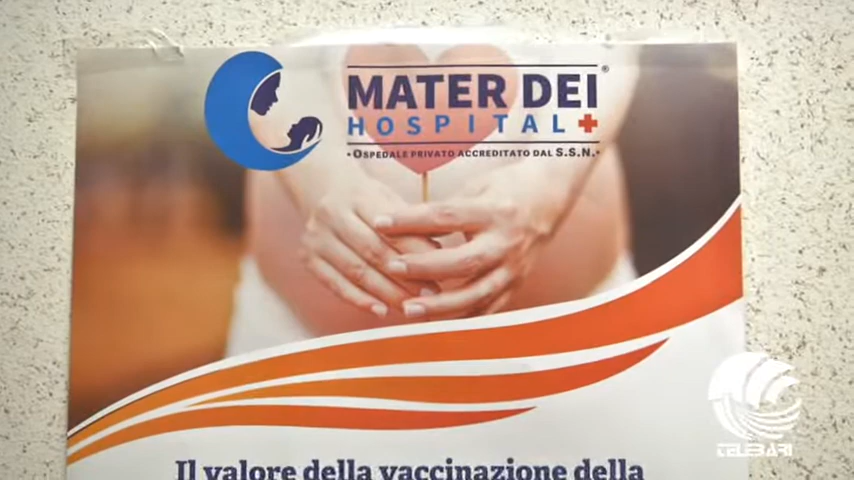 MATER DEI®
HOSPITAL
•OSPEDALE PRIVATO ACCREDITATO DAL S.S.N.•
Il valore della vaccinazione della
TELEBARI